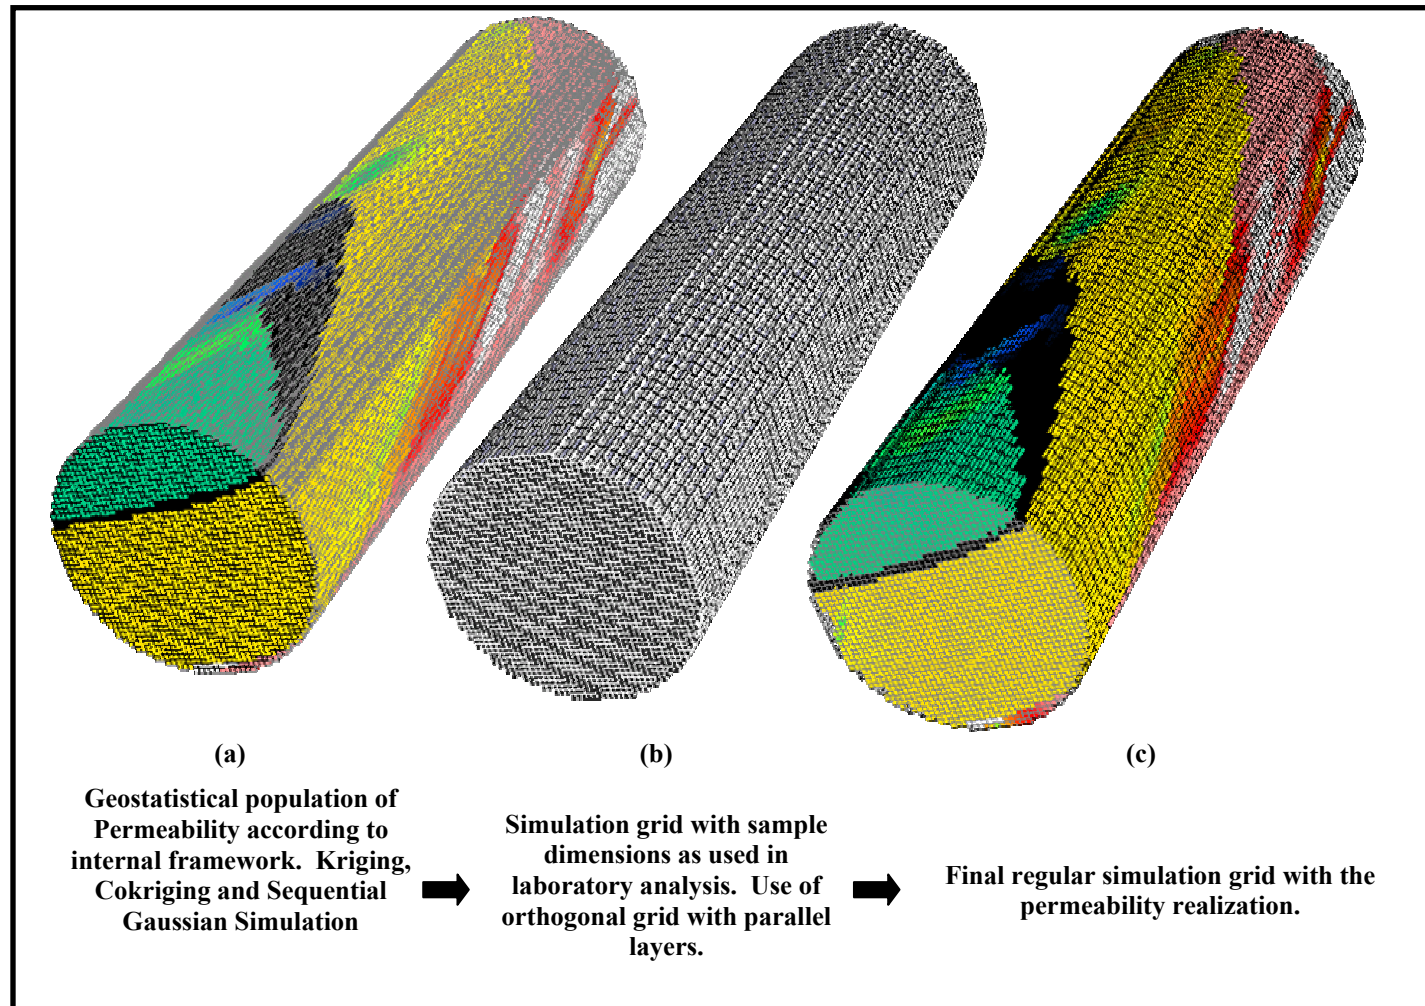 (a)
(b)
(c)
Geostatistical population of
Permeability according to
internal framework.  Kriging,
Cokriging and Sequential
Gaussian Simulation
Simulation grid with sample
dimensions as used in
laboratory analysis.  Use of
orthogonal grid with parallel
layers.
Final regular simulation grid with the
permeability realization.